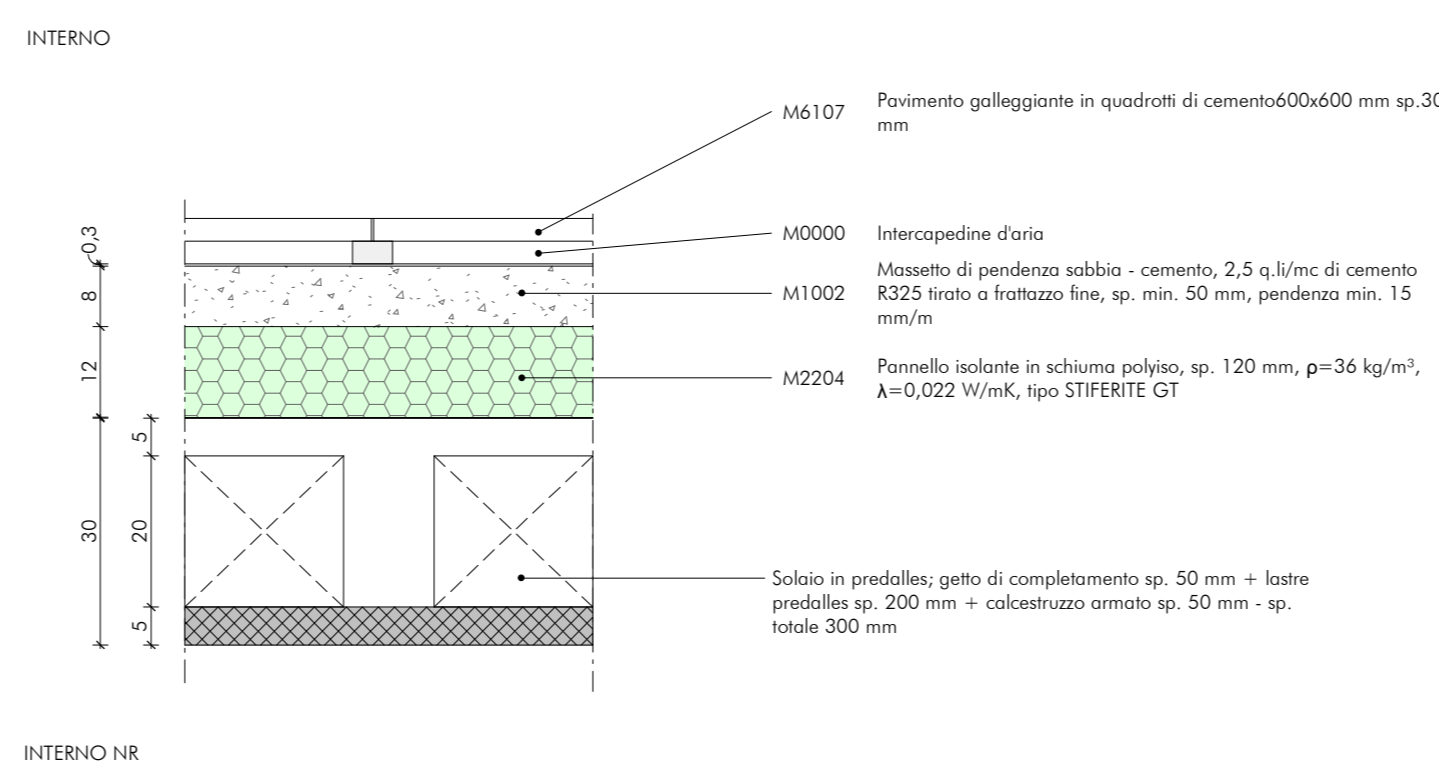 INTERNO
M6107
Pavimento galleggiante in quadrotti di cemento600x600 mm sp.30
mm
0,3
M0000
Intercapedine d'aria
8
M1002
Massetto di pendenza sabbia - cemento, 2,5 q.li/mc di cemento
R325 tirato a frattazzo fine, sp. min. 50 mm, pendenza min. 15
mm/m
12
M2204
Pannello isolante in schiuma polyiso, sp. 120 mm, ρ=36 kg/m³,
λ=0,022 W/mK, tipo STIFERITE GT
5
30
20
Solaio in predalles; getto di completamento sp. 50 mm + lastre
predalles sp. 200 mm + calcestruzzo armato sp. 50 mm - sp.
totale 300 mm
5
INTERNO NR